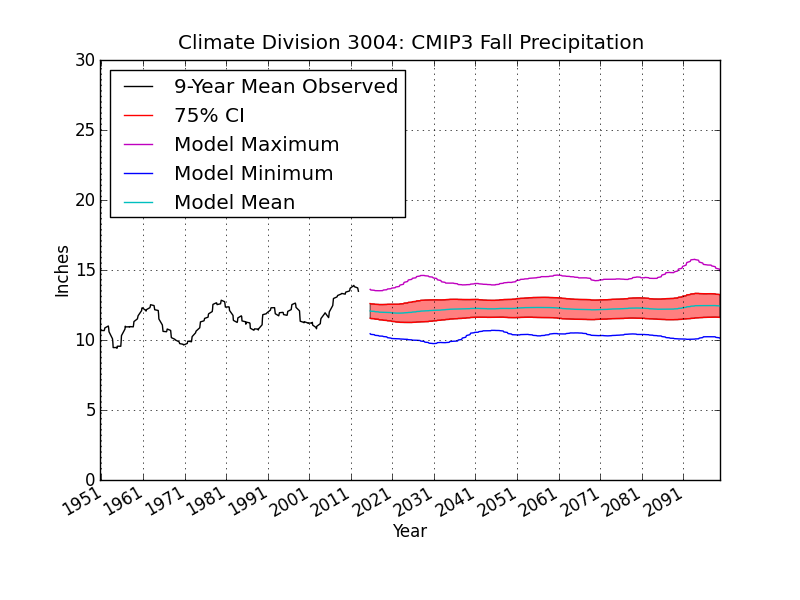 Climate Division 3004: CMIP3 Fall Precipitation
30
25
20
15
10
5
0
Inches
9-Year Mean Observed
75% CI
Model Maximum
Model Minimum
Model Mean
1951 1961 1971 1981 1991 2001 2011 2021 2031 2041 2051 2061 2071 2081 2091
Year